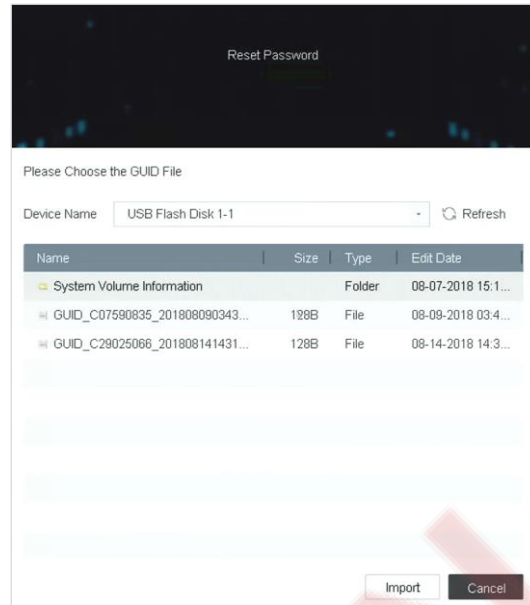 Reset Password
Please Choose the GUID File
Device Name USB Flash Disk 1-1 Refresh
Name Size Type Edit Date
System Volume Information Folder 08-07-2018 15:1...
GUID_C07590835_201808090343... 128B File 08-09-2018 03:4...
GUID_C29025066_201808141431... 128B File 08-14-2018 14:3...
Import Cancel